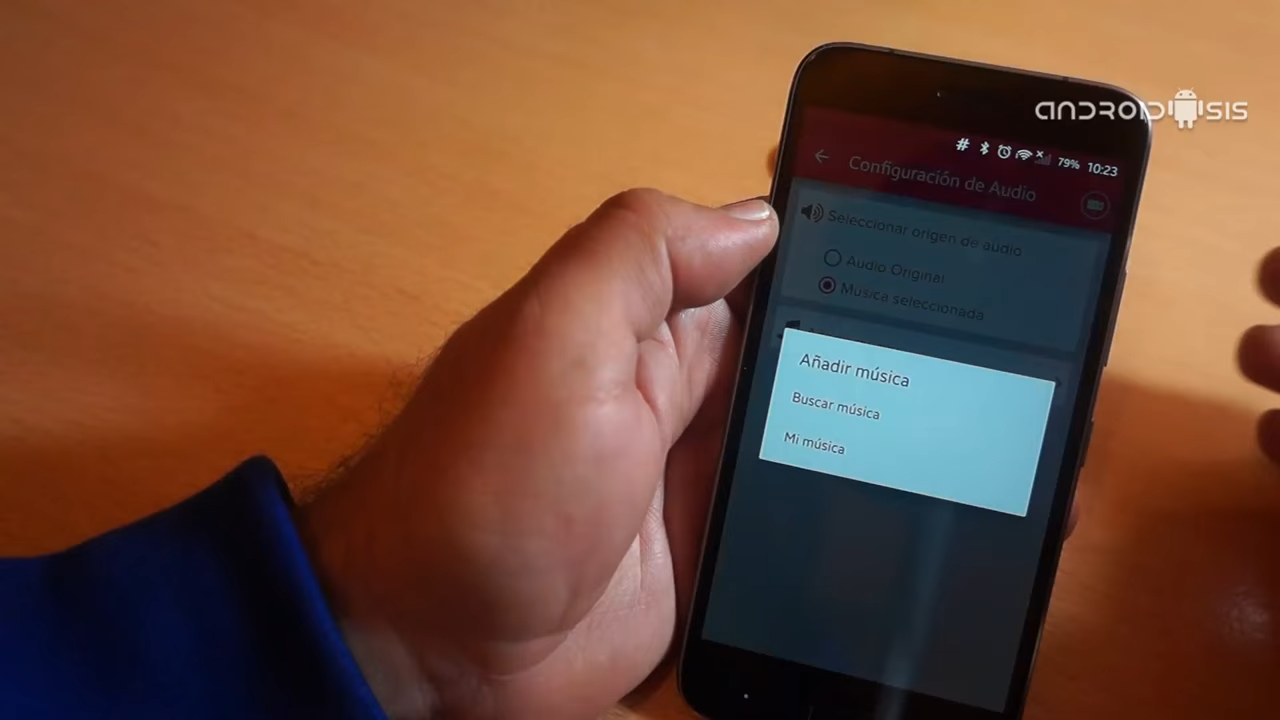 ANDROIDSIS
79% 10:23
Configuración de Audio
Seleccionar origen de audio
Audio Original
Música seleccionada
Añadir música
Buscar música
Mi música